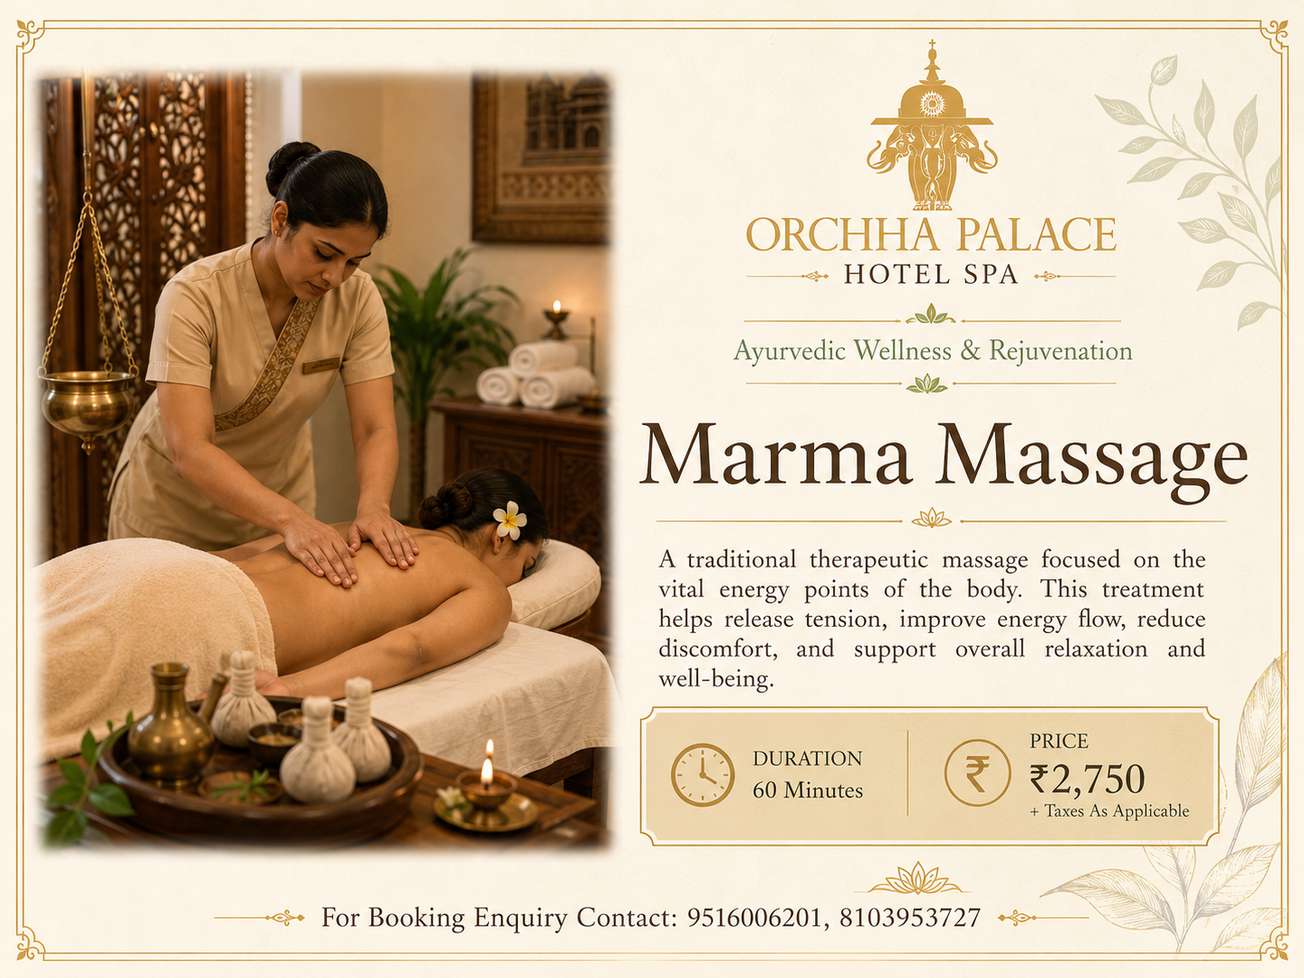 ORCHHA PALACE
HOTEL SPA
Ayurvedic Wellness & Rejuvenation
Marma Massage
A traditional therapeutic massage focused on the
vital energy points of the body. This treatment
helps release tension, improve energy flow, reduce
discomfort, and support overall relaxation and
well-being.
DURATION
60 Minutes
PRICE
₹2,750
+ Taxes As Applicable
For Booking Enquiry Contact: 9516006201, 8103953727